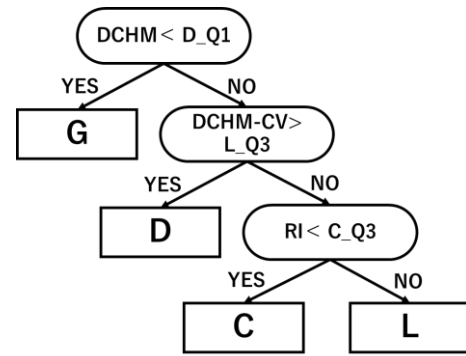 DCHM < D_Q1
YES
NO
G
DCHM-CV>
L_Q3
YES
NO
D
RI < C_Q3
YES
NO
C
L